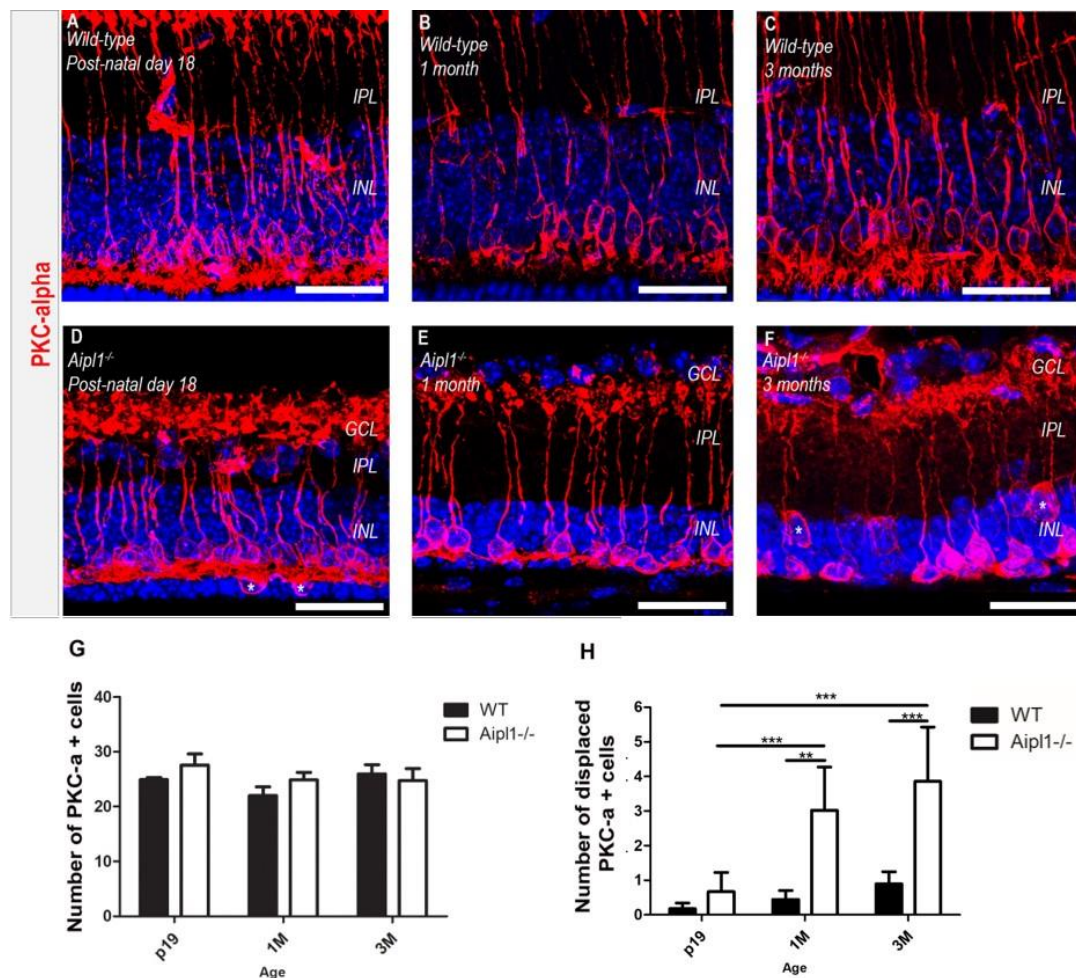 PKC-alpha
A
Wild-type
Post-natal day 18
IPL
INL
B
Wild-type
1 month
IPL
INL
C
Wild-type
3 months
IPL
INL
D
Aipl1-/-
Post-natal day 18
GCL
IPL
INL
* *
E
Aipl1-/-
1 month
GCL
IPL
INL
F
Aipl1-/-
3 months
GCL
IPL
INL
* *
G
Number of PKC-a + cells
40
30
20
10
0
p19 1M 3M
Age
WT
Aipl1-/-
H
Number of displaced
PKC-a + cells
6
5
4
3
2
1
0
***
*** ***
**
p19 1M 3M
Age
WT
Aipl1-/-